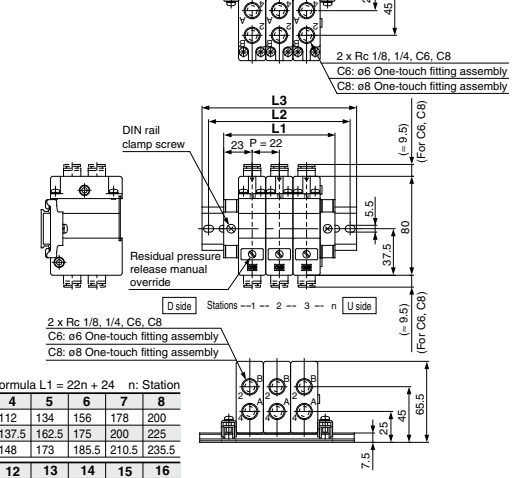 45
A
2
2 x Rc 1/8, 1/4, C6, C8
C6: ø6 One-touch fitting assembly
C8: ø8 One-touch fitting assembly
L3
L2
L1
23 P = 22
DIN rail
clamp screw
(≈ 9.5)
(For C6, C8)
5.5
80
37.5
Residual pressure
release manual
override
D side Stations --1-- 2 -- 3 -- n U side
(≈ 9.5)
(For C6, C8)
2 x Rc 1/8, 1/4, C6, C8
C6: ø6 One-touch fitting assembly
C8: ø8 One-touch fitting assembly
B B B
2
A A A
4 4
7.5
25
45
65.5
ormula L1 = 22n + 24 n: Station
4 5 6 7 8
112 134 156 178 200
137.5 162.5 175 200 225
148 173 185.5 210.5 235.5
12 13 14 15 16